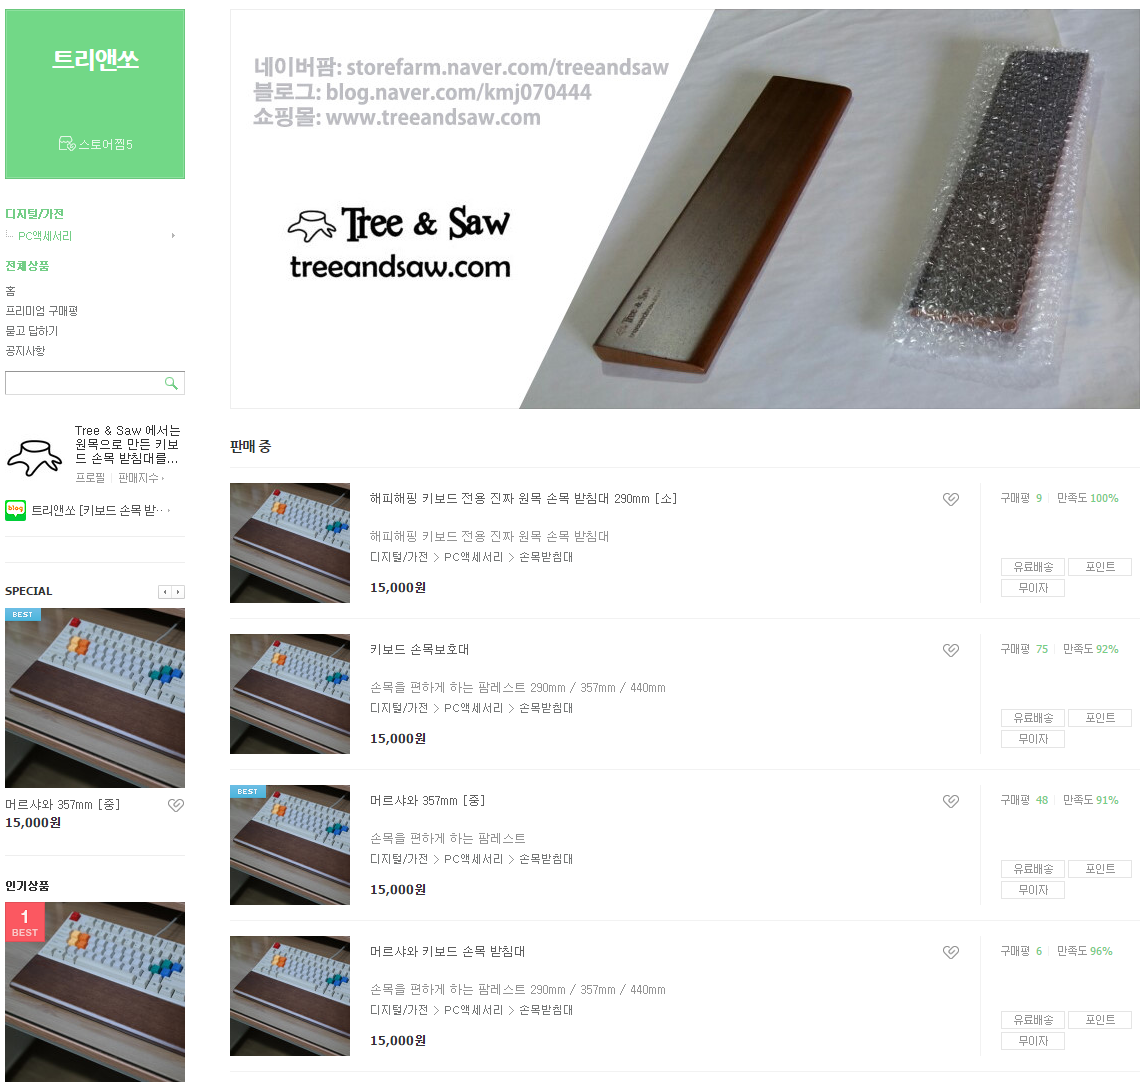 트리앤쏘
스토어찜5
디지털/가전
PC액세서리
전체상품
홈
프리미엄 구매평
묻고 답하기
공지사항
Tree & Saw 에서는
원목으로 만든 키보
드 손목 받침대를...
프로필
판매지수
blog
트리앤쏘 [키보드 손목 받··
SPECIAL
BEST
머르샤와 357mm [중]
15,000원
인기상품
1
BEST
네이버팜: storefarm.naver.com/treeandsaw
블로그: blog.naver.com/kmj070444
쇼핑몰: www.treeandsaw.com
Tree & Saw
treeandsaw.com
Tree & Saw
treeandsaw.com
판매 중
해피해핑 키보드 전용 진짜 원목 손목 받침대 290mm [소]
구매평 9 만족도 100%
해피해핑 키보드 전용 진짜 원목 손목 받침대
디지털/가전 > PC액세서리 > 손목받침대
유료배송 포인트
15,000원
무이자
키보드 손목보호대
구매평 75 만족도 92%
손목을 편하게 하는 팜레스트 290mm / 357mm / 440mm
디지털/가전 > PC액세서리 > 손목받침대
유료배송 포인트
15,000원
무이자
BEST
머르샤와 357mm [중]
구매평 48 만족도 91%
손목을 편하게 하는 팜레스트
디지털/가전 > PC액세서리 > 손목받침대
유료배송 포인트
15,000원
무이자
머르샤와 키보드 손목 받침대
구매평 6 만족도 96%
손목을 편하게 하는 팜레스트 290mm / 357mm / 440mm
디지털/가전 > PC액세서리 > 손목받침대
유료배송 포인트
15,000원
무이자